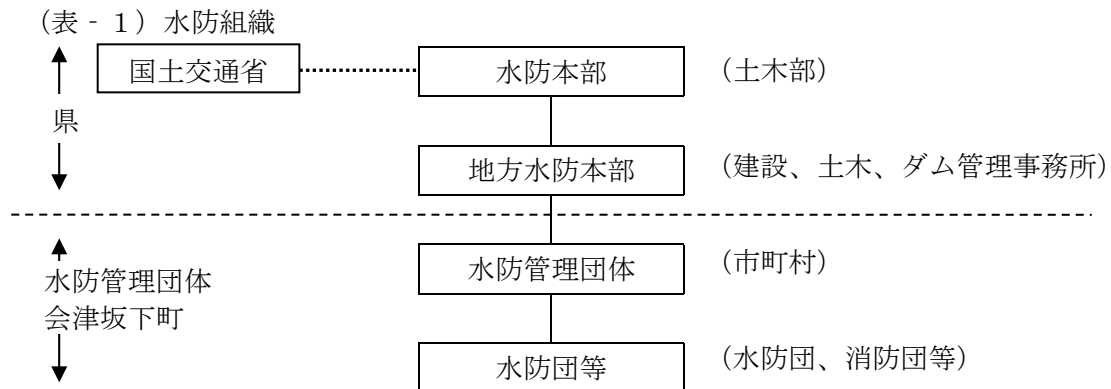 （表‐１）水防組織
国土交通省
水防本部
（土木部）
県
地方水防本部
（建設、土木、ダム管理事務所）
水防管理団体
（市町村）
水防管理団体
会津坂下町
水防団等
（水防団、消防団等）